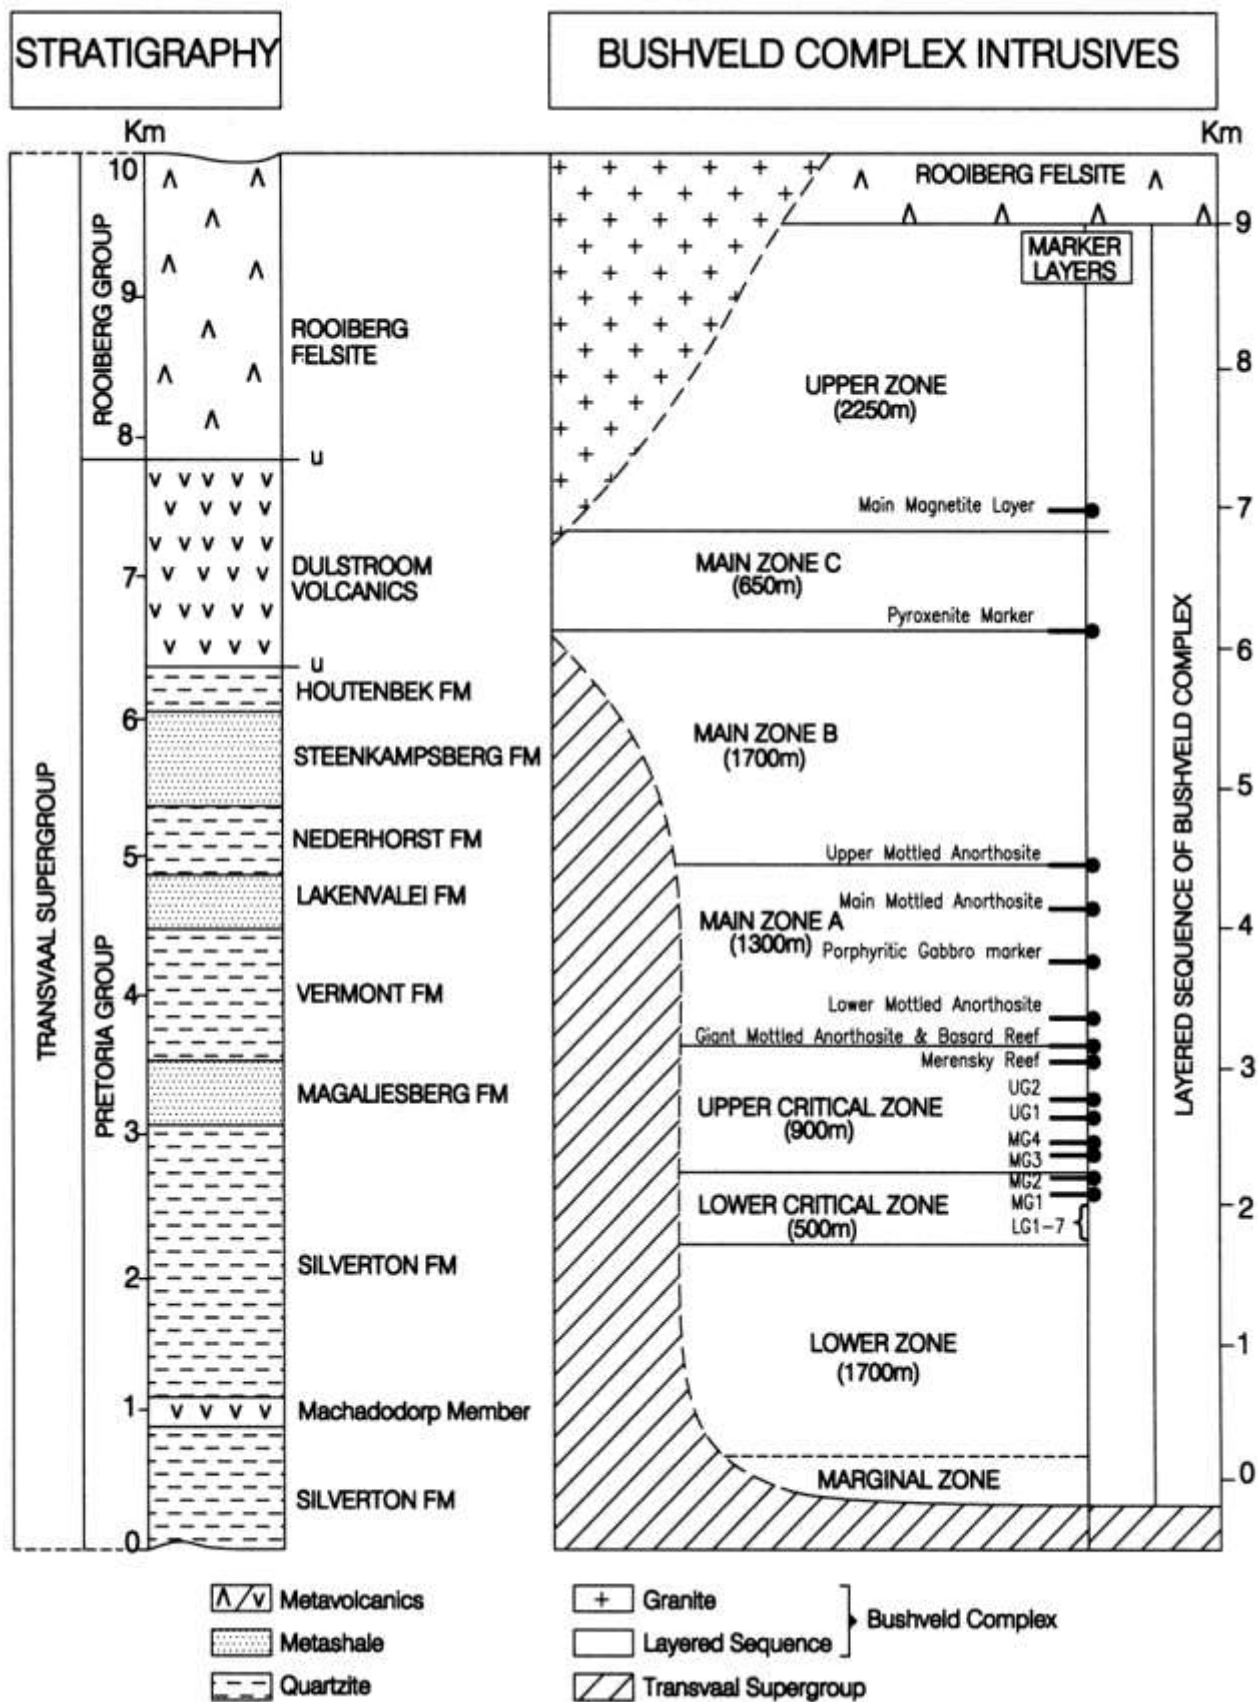 STRATIGRAPHY
BUSHVELD COMPLEX INTRUSIVES
Km
10
9
8
7
6
5
4
3
2
1
0
TRANSVAAL SUPERGROUP
ROOIBERG GROUP
PRETORIA GROUP
ROOIBERG
FELSITE
u
DULSTROOM
VOLCANICS
u
HOUTENBEK FM
STEENKAMPSBERG FM
NEDERHORST FM
LAKENVALEI FM
VERMONT FM
MAGALIESBERG FM
SILVERTON FM
Machadodorp Member
SILVERTON FM
Km
ROOIBERG FELSITE
MARKER
LAYERS
UPPER ZONE
(2250m)
Main Magnetite Layer
MAIN ZONE C
(650m)
Pyroxenite Marker
MAIN ZONE B
(1700m)
Upper Mottled Anorthosite
Main Mottled Anorthosite
MAIN ZONE A
(1300m)
Porphyritic Gabbro marker
Lower Mottled Anorthosite
Giant Mottled Anorthosite & Basard Reef
Merensky Reef
UG2
UPPER CRITICAL ZONE
(900m)
UG1
MG4
MG3
MG2
LOWER CRITICAL ZONE
(500m)
MG1
LG1-7
LOWER ZONE
(1700m)
MARGINAL ZONE
LAYERED SEQUENCE OF BUSHVELD COMPLEX
9
8
7
6
5
4
3
2
1
0
Metavolcanics
Metashale
Quartzite
Granite
Layered Sequence
Bushveld Complex
Transvaal Supergroup